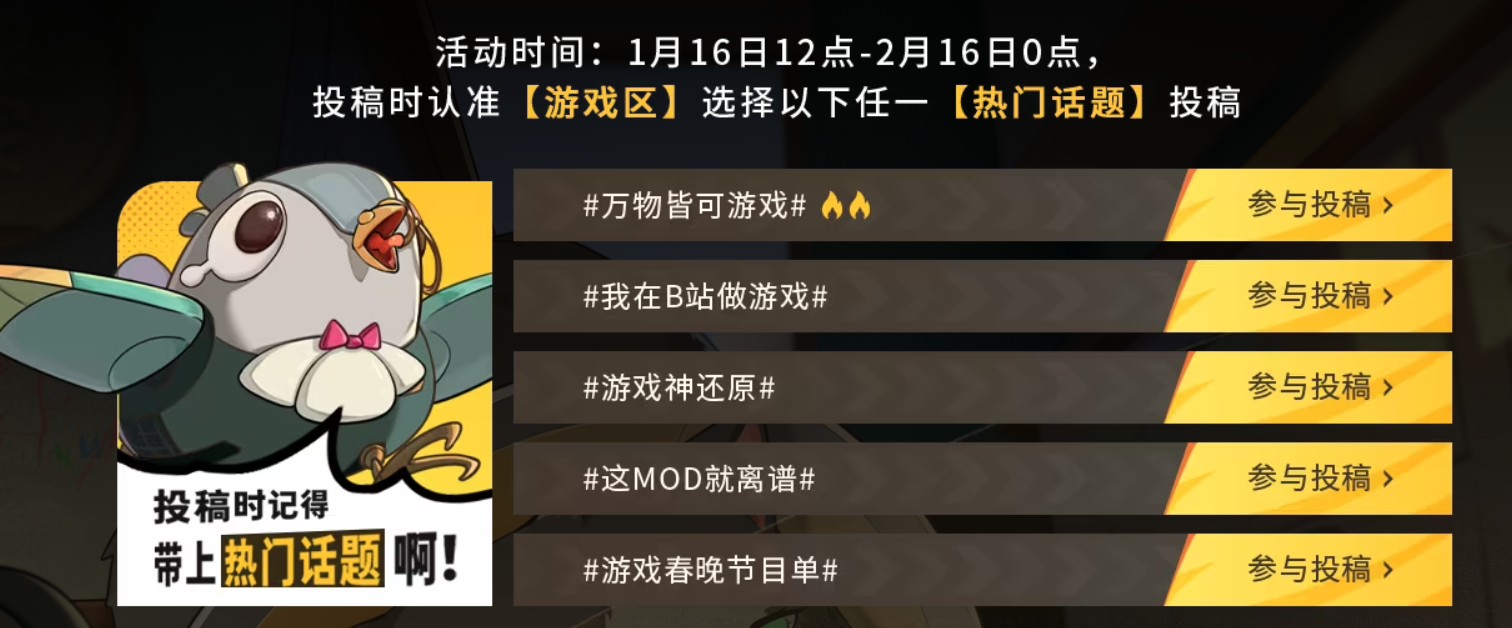 活动时间：1月16日12点-2月16日0点，
投稿时认准【游戏区】选择以下任一【热门话题】投稿
#万物皆可游戏# 参与投稿 ›
#我在B站做游戏# 参与投稿 ›
#游戏神还原# 参与投稿 ›
#这MOD就离谱# 参与投稿 ›
#游戏春晚节目单# 参与投稿 ›
投稿时记得
带上热门话题啊！